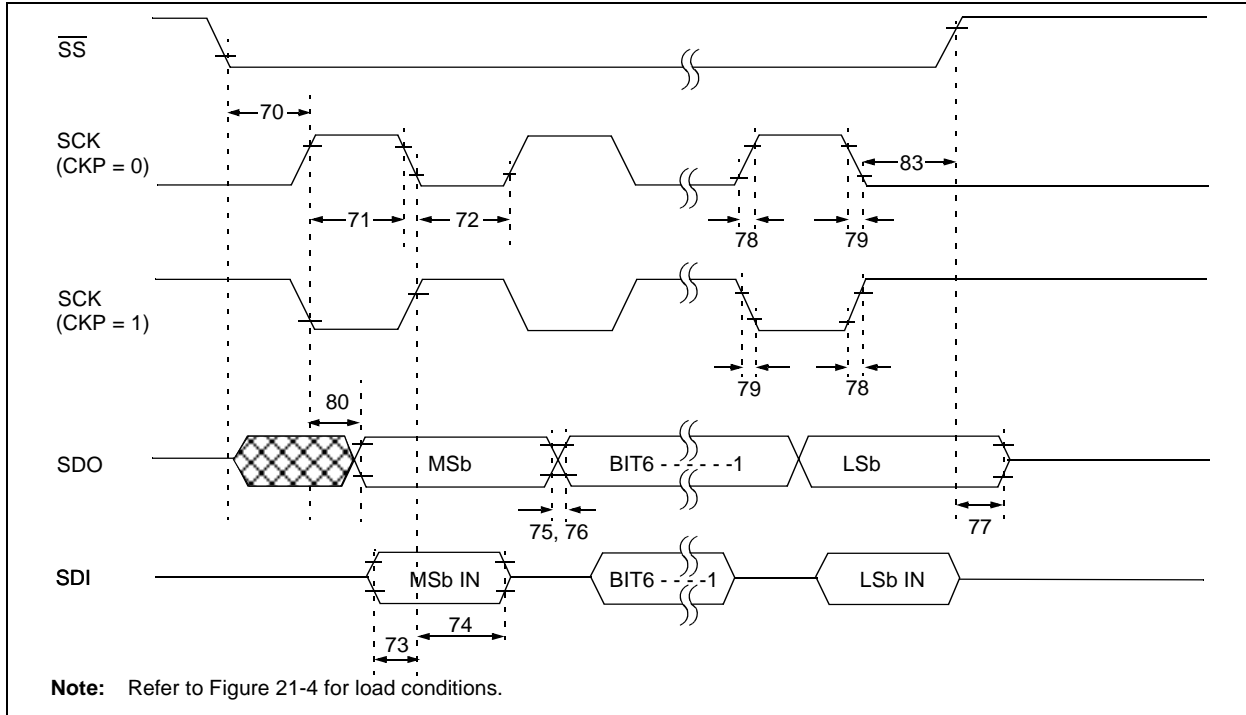 SS
70
SCK
(CKP = 0)
83
71
72
78
79
SCK
(CKP = 1)
79
78
80
SDO
MSb
BIT6 - - - - - -1
LSb
75, 76
77
SDI
MSb IN
BIT6 - - - -1
LSb IN
74
73
Note: Refer to Figure 21-4 for load conditions.